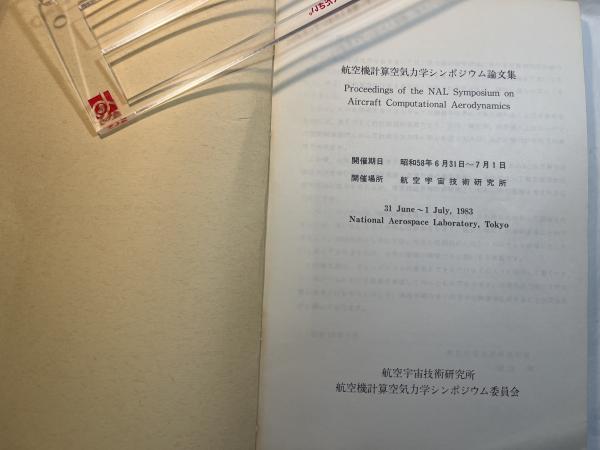 航空機計算空気力学シンポジウム論文集
Proceedings of the NAL Symposium on
Aircraft Computational Aerodynamics
開催期日 昭和58年6月31日~7月1日
開催場所 航空宇宙技術研究所
31 June~1 July, 1983
National Aerospace Laboratory, Tokyo
航空宇宙技術研究所
航空機計算空気力学シンポジウム委員会